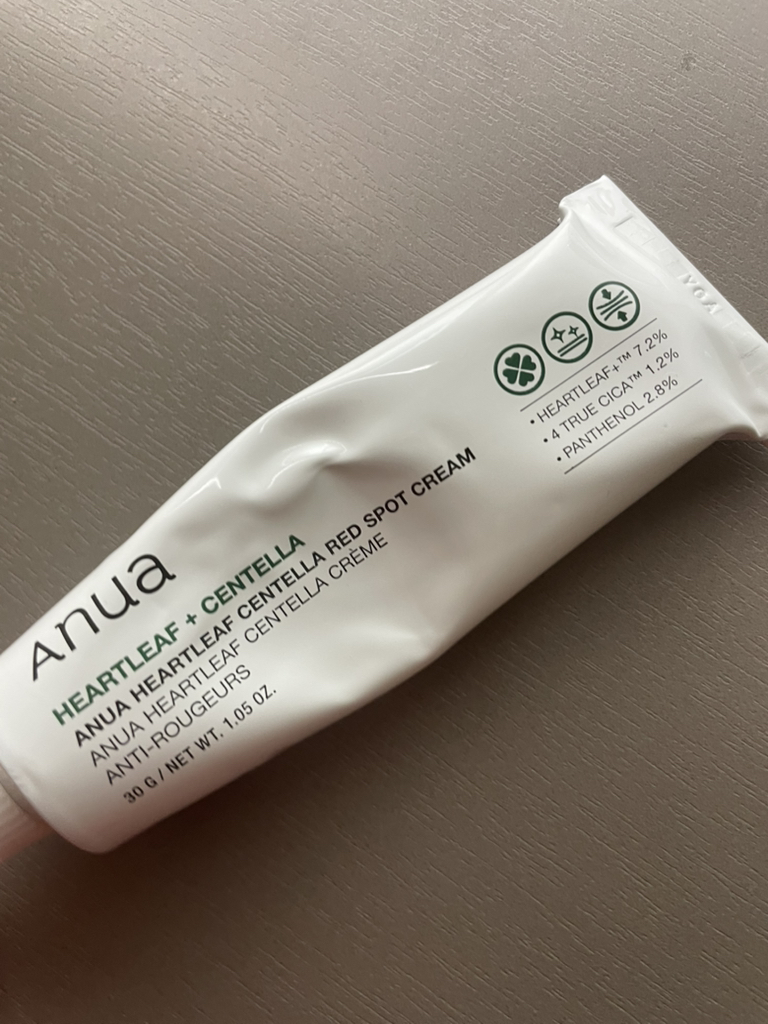 Anua
HEARTLEAF + CENTELLA
ANUA HEARTLEAF CENTELLA RED SPOT CREAM
ANUA HEARTLEAF CENTELLA CRÈME
ANTI-ROUGEURS
30 G / NET WT. 1.05 OZ.
• HEARTLEAF+™ 7.2%
• 4 TRUE CICA™ 1.2%
• PANTHENOL 2.8%